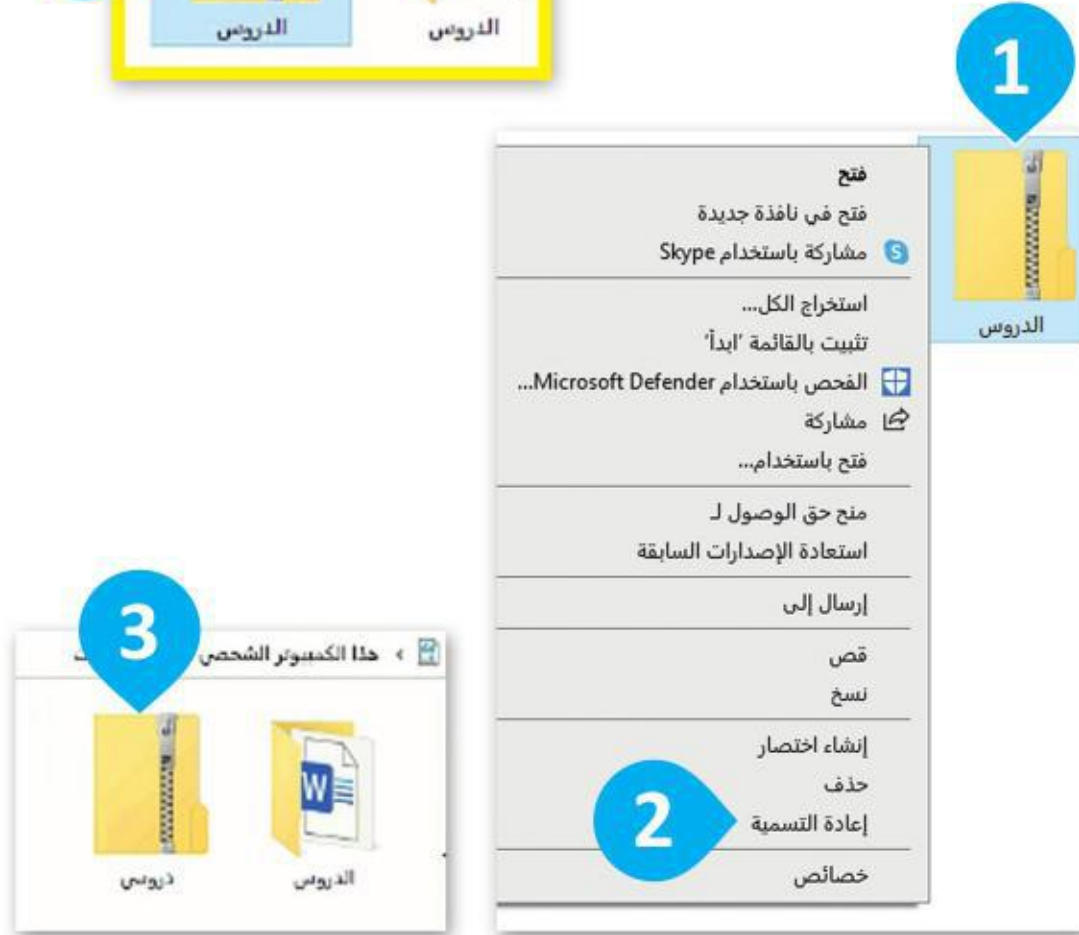 الدروس
الدروس
1
الدروس
فتح
فتح في نافذة جديدة
مشاركة باستخدام Skype
استخراج الكل...
تثبيت بالقائمة 'ابدأ'
الفحص باستخدام Microsoft Defender...
مشاركة
فتح باستخدام...
منح حق الوصول لـ
استعادة الإصدارات السابقة
إرسال إلى
قص
نسخ
إنشاء اختصار
حذف
2
إعادة التسمية
خصائص
3
هذا الكمبيوتر الشخصي
W
الدروس
دروسي